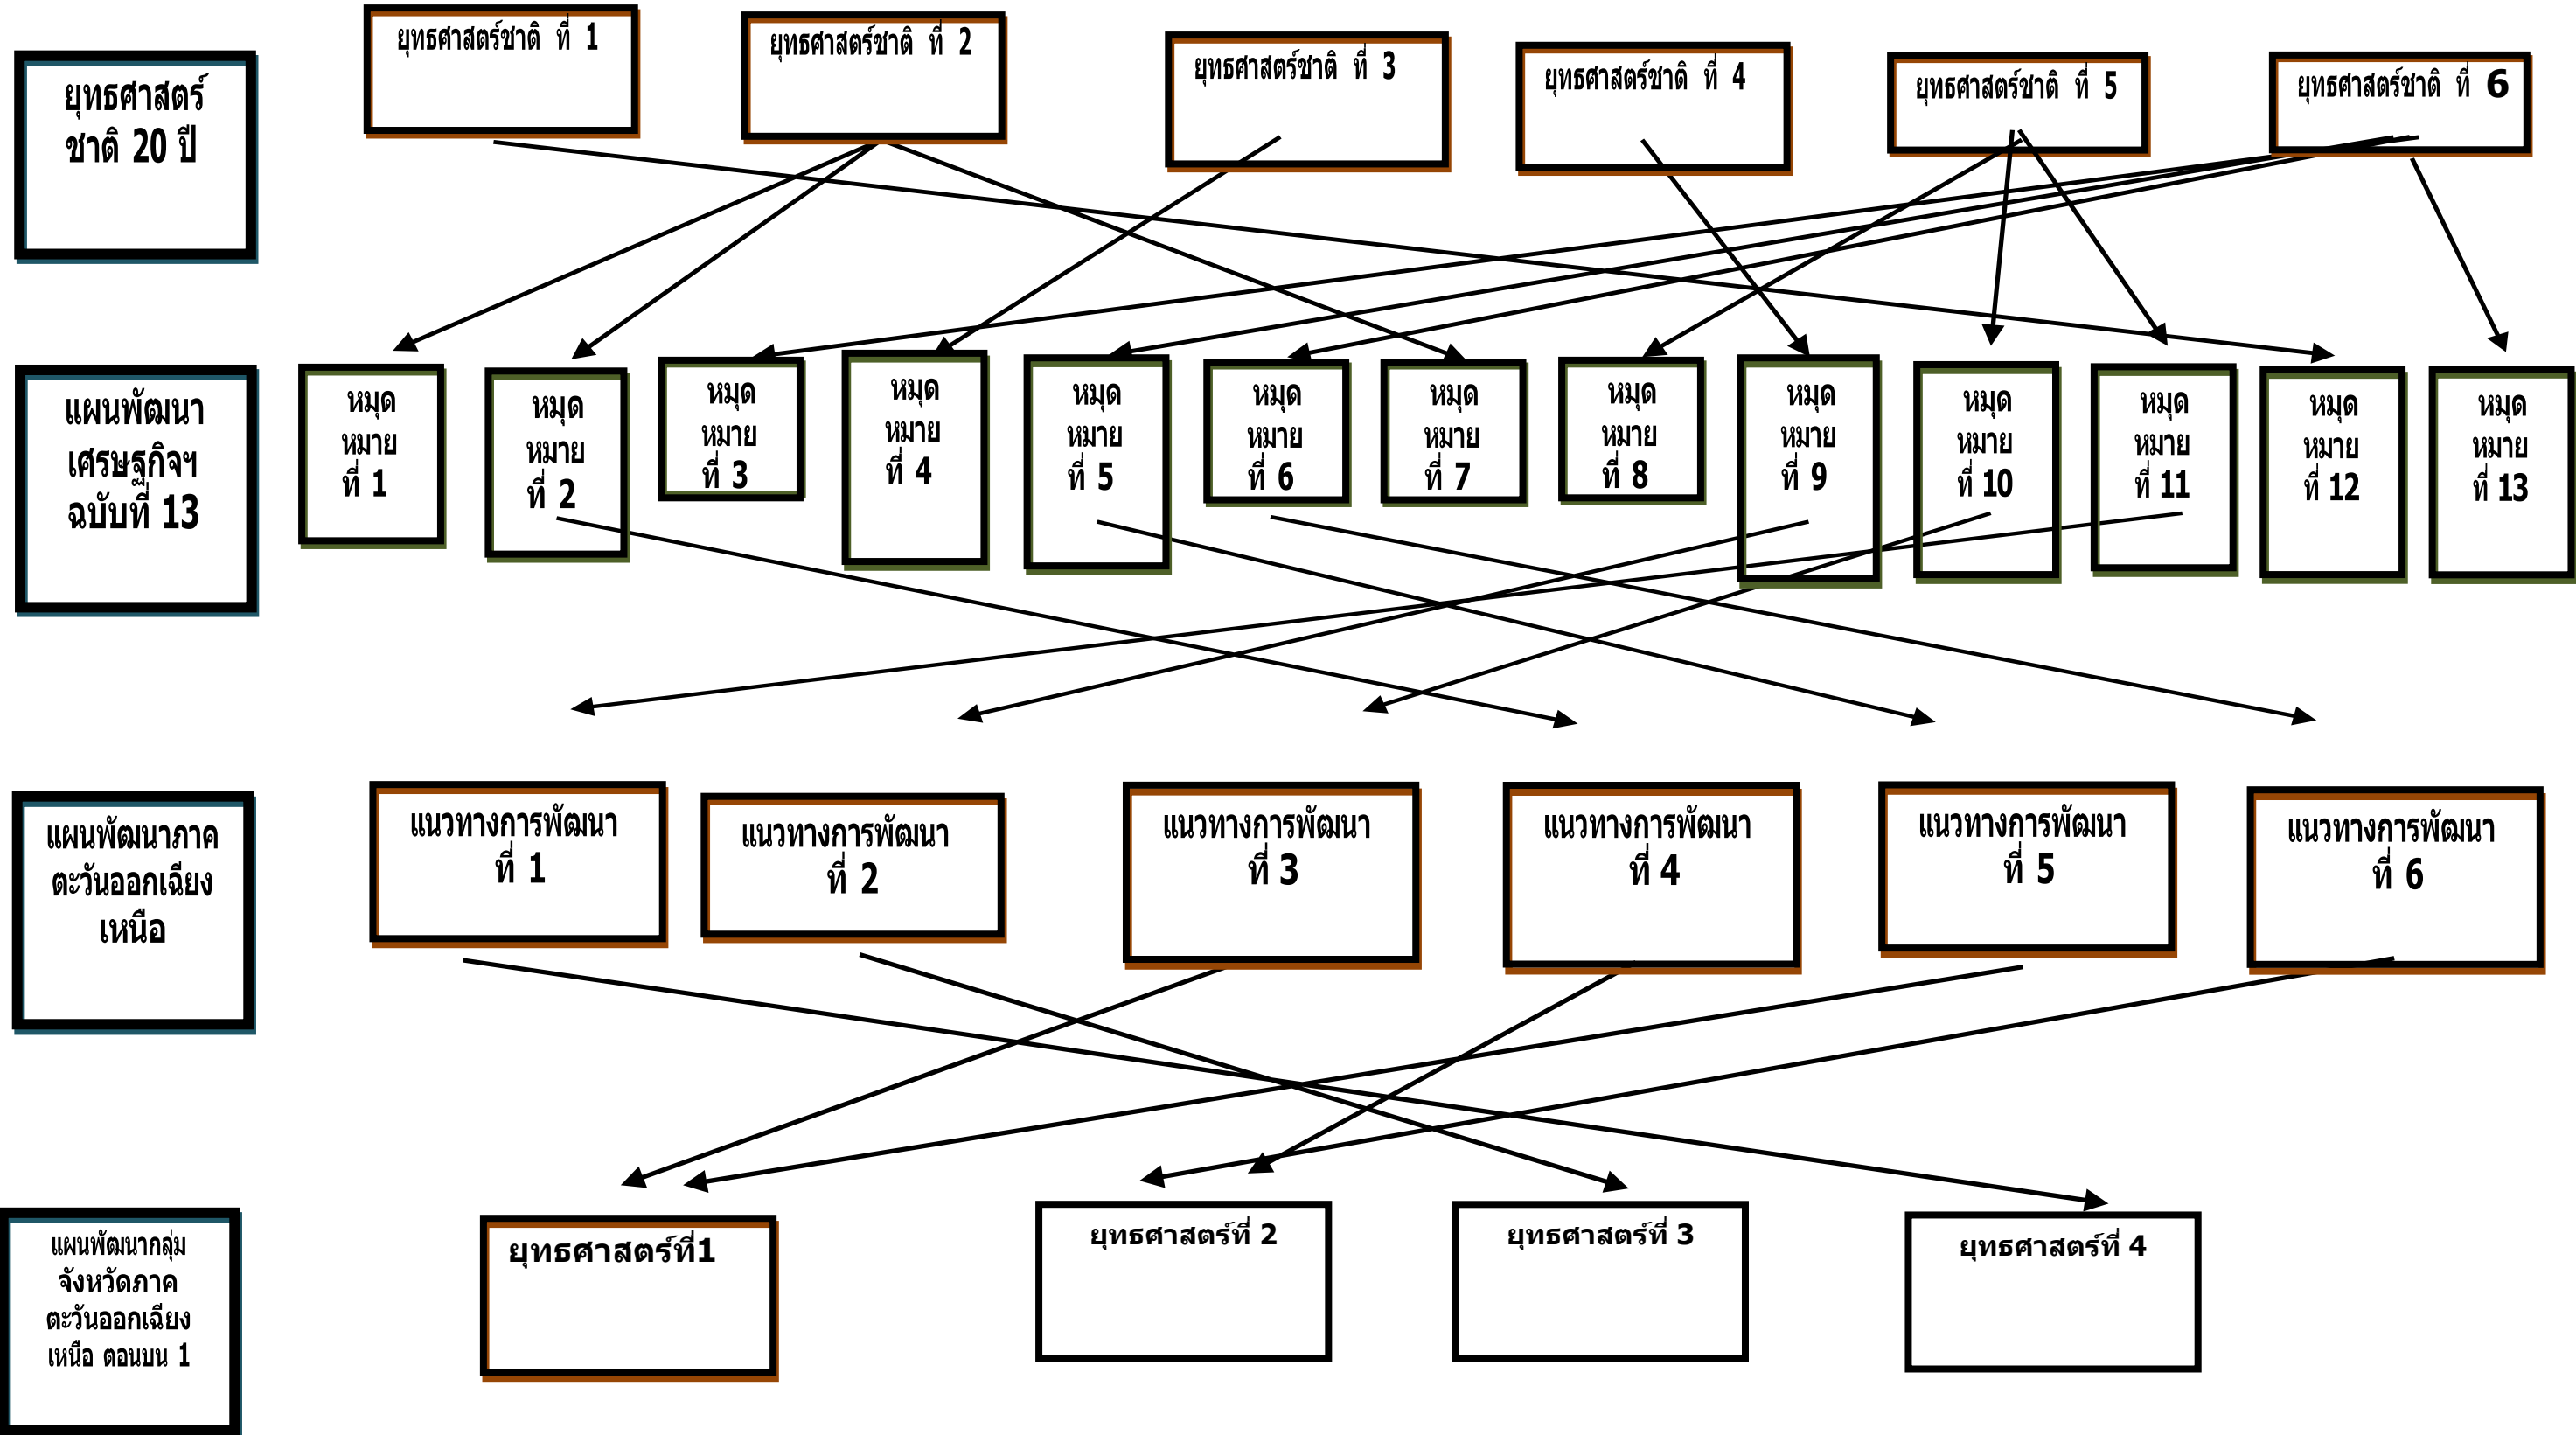 ยุทธศาสตร์
ชาติ 20 ปี
ยุทธศาสตร์ชาติ ที่ 1
ยุทธศาสตร์ชาติ ที่ 2
ยุทธศาสตร์ชาติ ที่ 3
ยุทธศาสตร์ชาติ ที่ 4
ยุทธศาสตร์ชาติ ที่ 5
ยุทธศาสตร์ชาติ ที่ 6
แผนพัฒนา
เศรษฐกิจฯ
ฉบับที่ 13
หมุด
หมาย
ที่ 1
หมุด
หมาย
ที่ 2
หมุด
หมาย
ที่ 3
หมุด
หมาย
ที่ 4
หมุด
หมาย
ที่ 5
หมุด
หมาย
ที่ 6
หมุด
หมาย
ที่ 7
หมุด
หมาย
ที่ 8
หมุด
หมาย
ที่ 9
หมุด
หมาย
ที่ 10
หมุด
หมาย
ที่ 11
หมุด
หมาย
ที่ 12
หมุด
หมาย
ที่ 13
แผนพัฒนาภาค
ตะวันออกเฉียง
เหนือ
แนวทางการพัฒนา
ที่ 1
แนวทางการพัฒนา
ที่ 2
แนวทางการพัฒนา
ที่ 3
แนวทางการพัฒนา
ที่ 4
แนวทางการพัฒนา
ที่ 5
แนวทางการพัฒนา
ที่ 6
แผนพัฒนากลุ่ม
จังหวัดภาค
ตะวันออกเฉียง
เหนือ ตอนบน 1
ยุทธศาสตร์ที่1
ยุทธศาสตร์ที่ 2
ยุทธศาสตร์ที่ 3
ยุทธศาสตร์ที่ 4